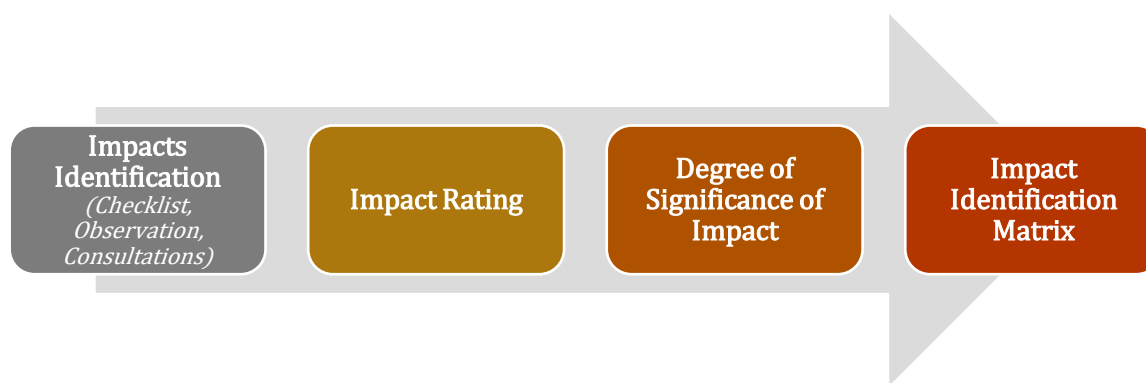 Impacts
Identification
(Checklist,
Observation,
Consultations)
Impact Rating
Degree of
Significance of
Impact
Impact
Identification
Matrix